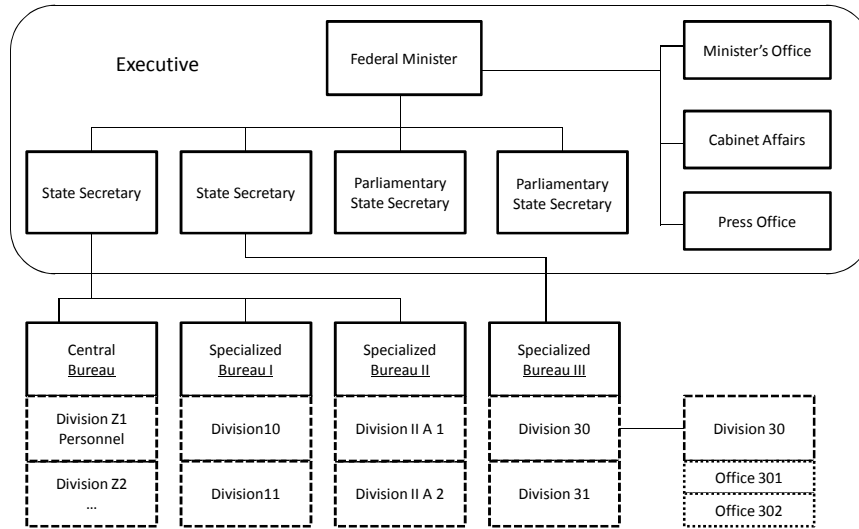 Executive
Federal Minister
Minister's Office
Cabinet Affairs
Press Office
State Secretary
State Secretary
Parliamentary
State Secretary
Parliamentary
State Secretary
Central
Bureau
Specialized
Bureau I
Specialized
Bureau II
Specialized
Bureau III
Division Z1
Personnel
Division10
Division II A 1
Division 30
Division 30
Division Z2
...
Division11
Division II A 2
Division 31
Office 301
Office 302